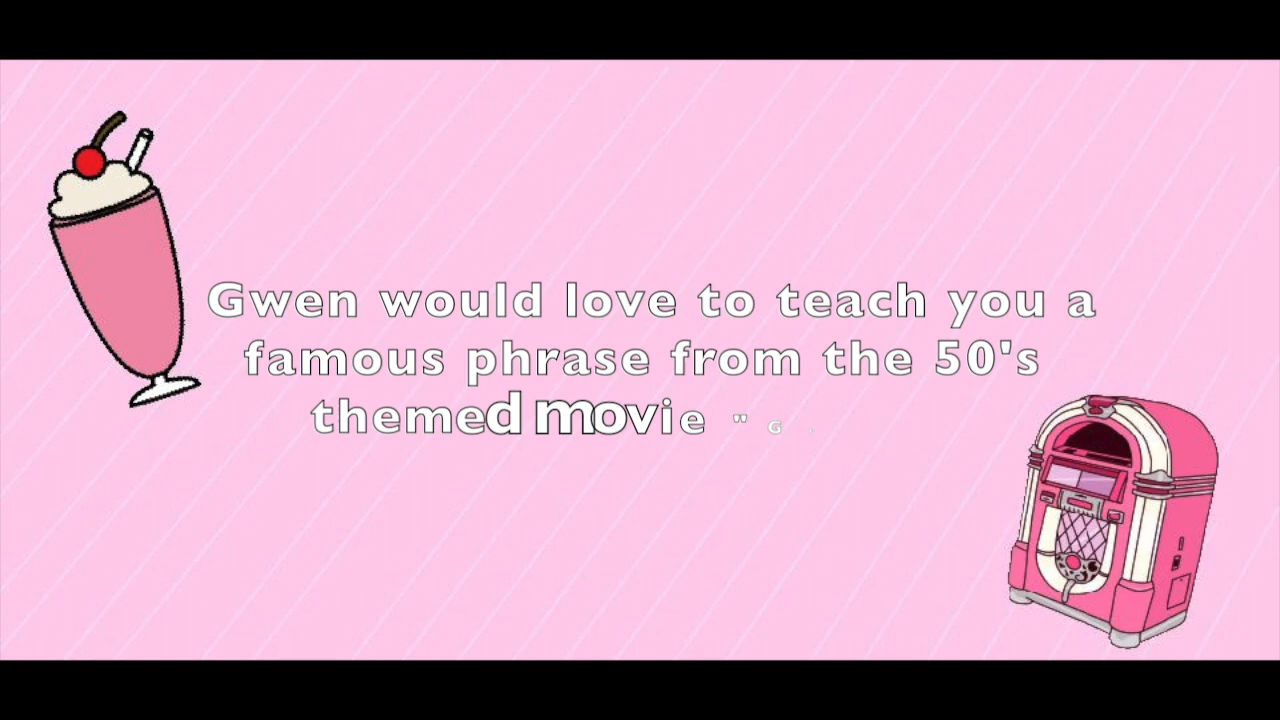 Gwen would love to teach you a
famous phrase from the 50's
themed movie " G